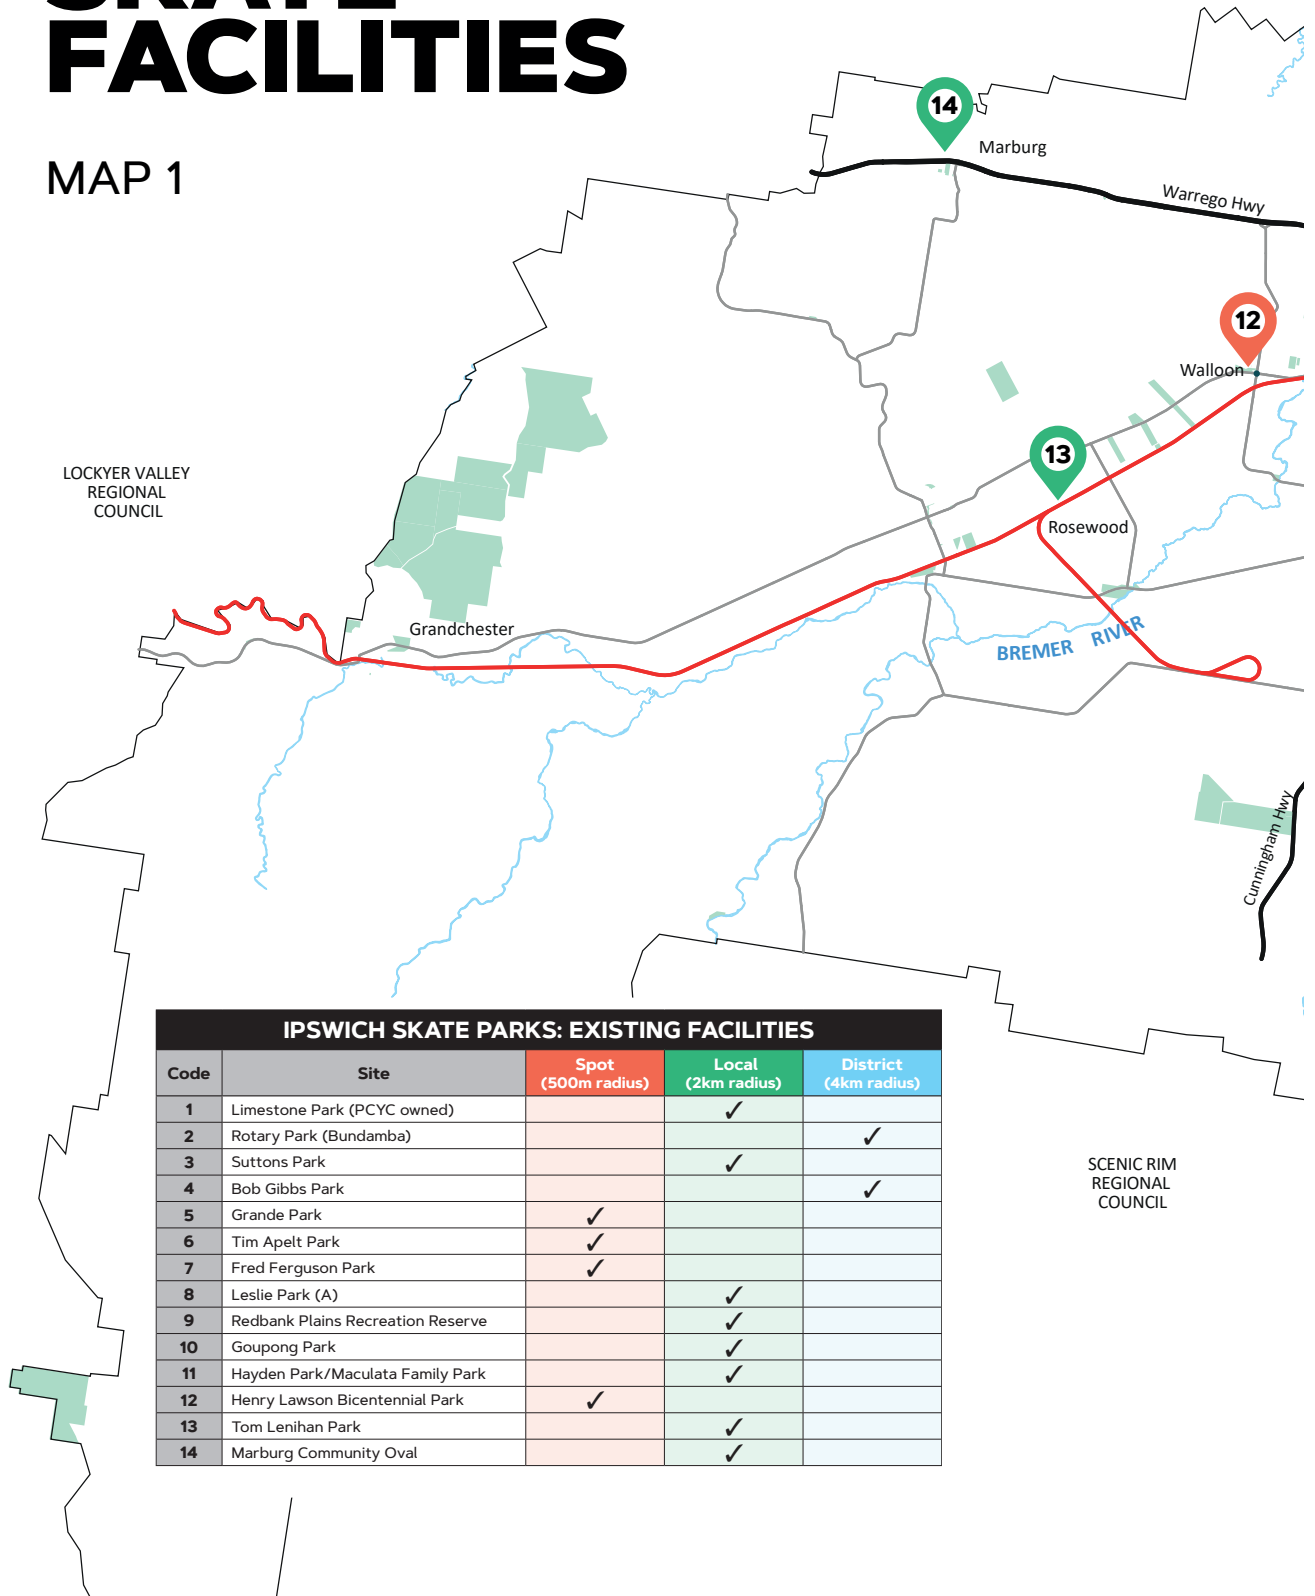 SKATE
FACILITIES
MAP 1
14
Marburg
Warrego Hwy
12
Walloon
13
Rosewood
LOCKYER VALLEY
REGIONAL
COUNCIL
Grandchester
BREMER RIVER
Cunningham Hwy
IPSWICH SKATE PARKS: EXISTING FACILITIES
Code Site Spot (500m radius) Local (2km radius) District (4km radius)
1 Limestone Park (PCYC owned) ✓
2 Rotary Park (Bundamba) ✓
3 Suttons Park ✓
4 Bob Gibbs Park ✓
5 Grande Park ✓
6 Tim Apelt Park ✓
7 Fred Ferguson Park ✓
8 Leslie Park (A) ✓
9 Redbank Plains Recreation Reserve ✓
10 Goupong Park ✓
11 Hayden Park/Maculata Family Park ✓
12 Henry Lawson Bicentennial Park ✓
13 Tom Lenihan Park ✓
14 Marburg Community Oval ✓
SCENIC RIM
REGIONAL
COUNCIL